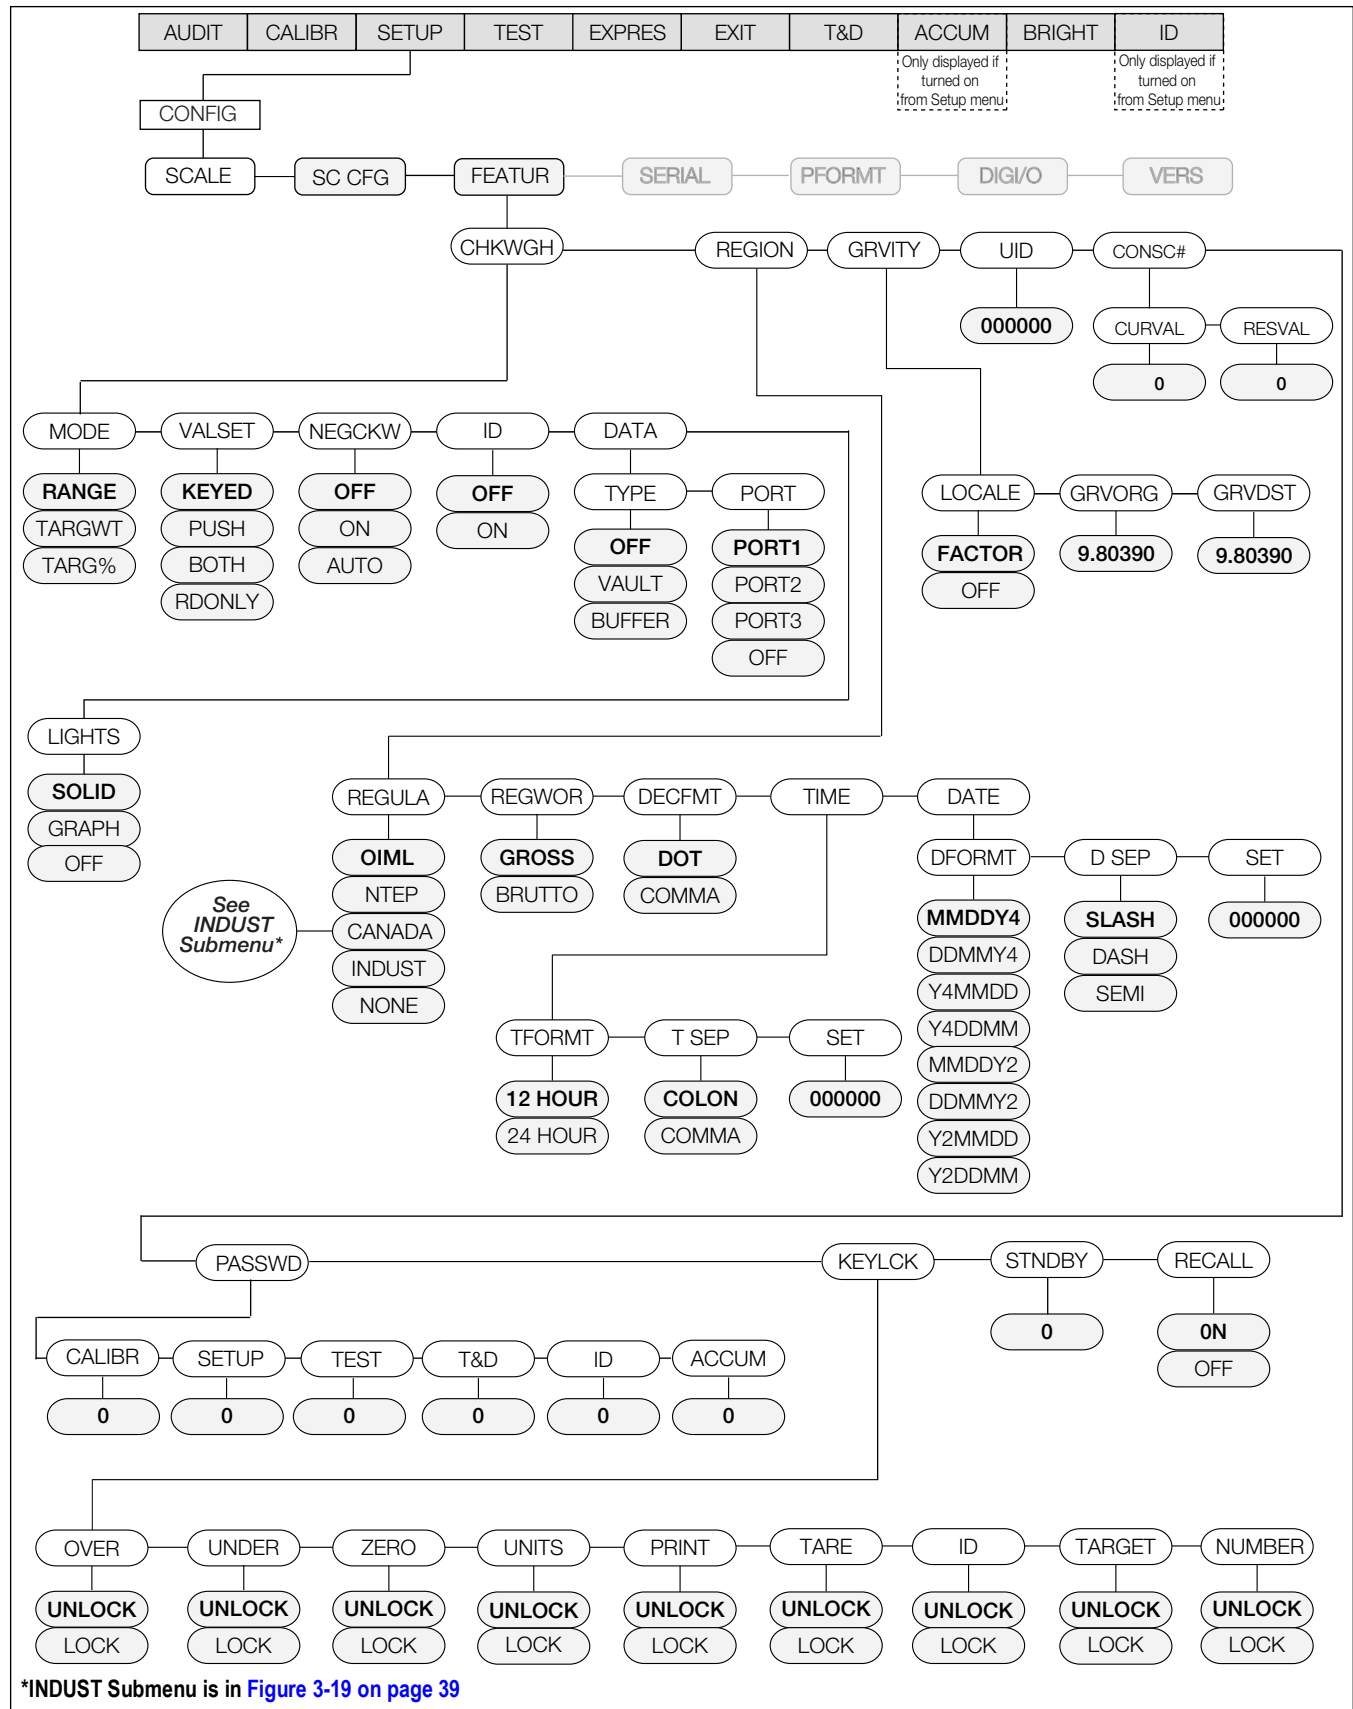 AUDIT CALIBR SETUP TEST EXPRES EXIT T&D ACCUM BRIGHT ID
Only displayed if
turned on
from Setup menu
Only displayed if
turned on
from Setup menu
CONFIG
SCALE SC CFG FEATUR SERIAL PFORMT DIGI/O VERS
CHKWGH REGION GRVITY UID CONSC#
000000
CURVAL RESVAL
0 0
MODE VALSET NEGCKW ID DATA
RANGE KEYED OFF OFF TYPE PORT
TARGWT PUSH ON ON OFF PORT1
TARG% BOTH AUTO VAULT PORT2
RDONLY BUFFER PORT3
OFF
LOCALE GRVORG GRVDST
FACTOR 9.80390 9.80390
OFF
LIGHTS
SOLID
GRAPH
OFF
REGULA REGWOR DECFMT TIME DATE
OIML GROSS DOT DFORMT D SEP SET
NTEP BRUTTO COMMA MMDDY4 SLASH 000000
CANADA DDMMY4 DASH
INDUST Y4MMDD SEMI
NONE Y4DDMM
MMDDY2
DDMMY2
Y2MMDD
Y2DDMM
See
INDUST
Submenu*
TFORMT T SEP SET
12 HOUR COLON 000000
24 HOUR COMMA
PASSWD KEYLCK STNDBY RECALL
0 0N
OFF
CALIBR SETUP TEST T&D ID ACCUM
0 0 0 0 0 0
OVER UNDER ZERO UNITS PRINT TARE ID TARGET NUMBER
UNLOCK UNLOCK UNLOCK UNLOCK UNLOCK UNLOCK UNLOCK UNLOCK UNLOCK
LOCK LOCK LOCK LOCK LOCK LOCK LOCK LOCK LOCK
*INDUST Submenu is in Figure 3-19 on page 39